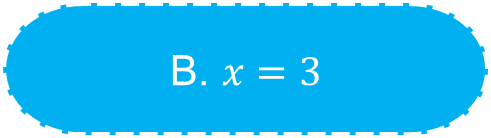 B. 𝑥 = 3